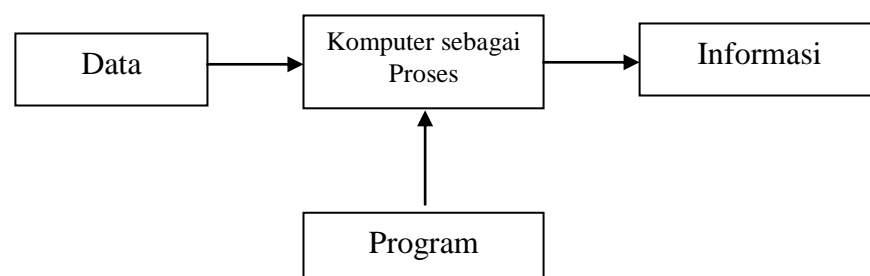 Data
Komputer sebagai
Proses
Informasi
Program